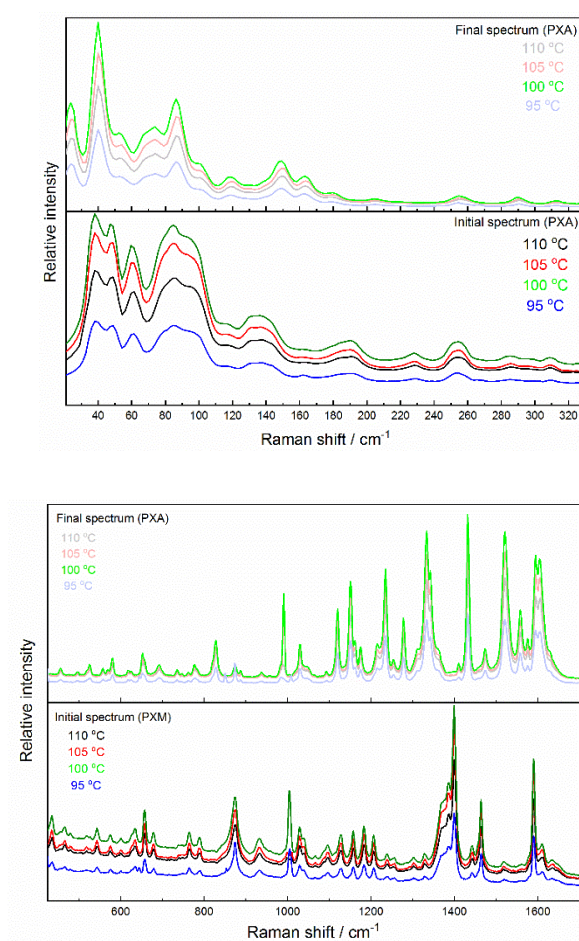 Final spectrum (PXA)
110 °C
105 °C
100 °C
95 °C
Initial spectrum (PXA)
110 °C
105 °C
100 °C
95 °C
Relative intensity
40 60 80 100 120 140 160 180 200 220 240 260 280 300 320
Raman shift / cm-1
Final spectrum (PXA)
110 °C
105 °C
100 °C
95 °C
Initial spectrum (PXM)
110 °C
105 °C
100 °C
95 °C
Relative intensity
600 800 1000 1200 1400 1600
Raman shift / cm-1